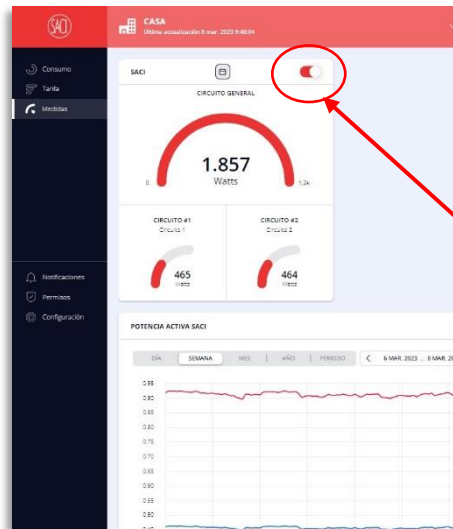 SACI
CASA
Última actualización 8 mar. 2023 9:40:04
Consumo
Tarifa
Medidas
Notificaciones
Permisos
Configuración
SACI
CIRCUITO GENERAL
1.857
Watts
0
1,2k
CIRCUITO #1
Circuito 1
465
Watts
CIRCUITO #2
Circuito 2
464
Watts
POTENCIA ACTIVA SACI
DÍA SEMANA MES AÑO PERIODO 6 MAR. 2023 ... 8 MAR. 20
0.95
0.90
0.80
0.75
0.70
0.65
0.60
0.55
0.50
0.45